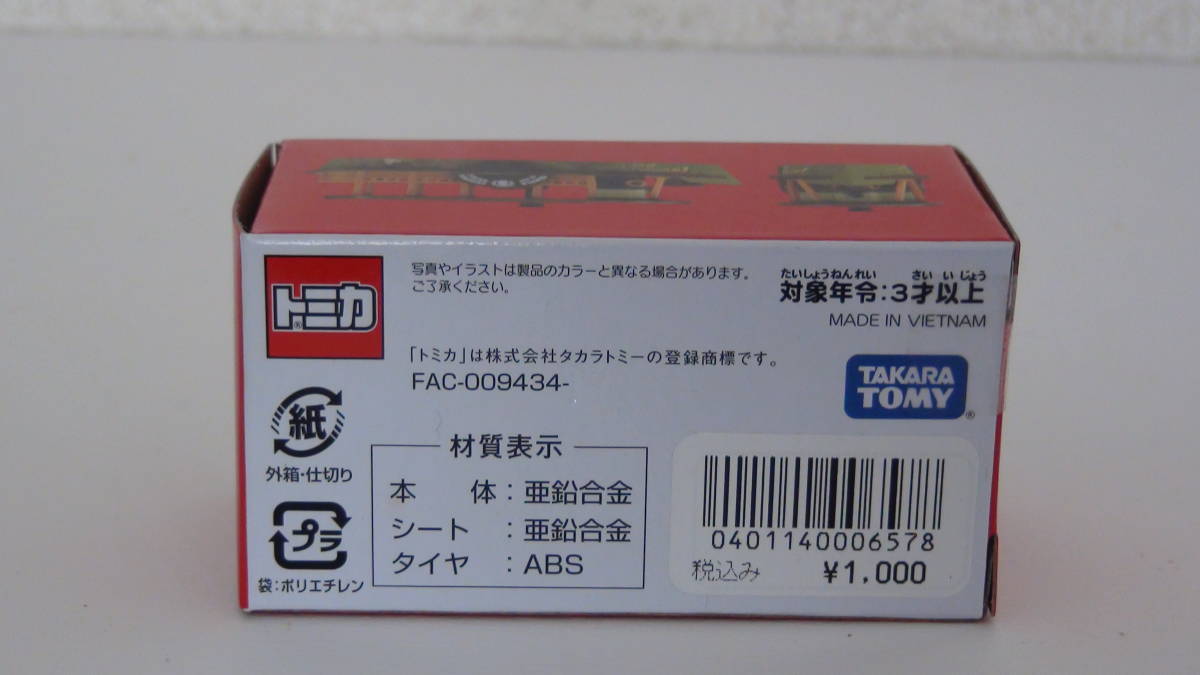 トミカ®
写真やイラストは製品のカラーと異なる場合があります。
ご了承ください。
たいしょうねんれい さいいじょう
対象年令:3才以上
MADE IN VIETNAM
「トミカ」は株式会社タカラトミーの登録商標です。
FAC-009434-
TAKARA
TOMY®
紙
外箱・仕切り
プラ
袋:ポリエチレン
材質表示
本 体:亜鉛合金
シート:亜鉛合金
タイヤ:ABS
0401140006578
税込み ¥1,000